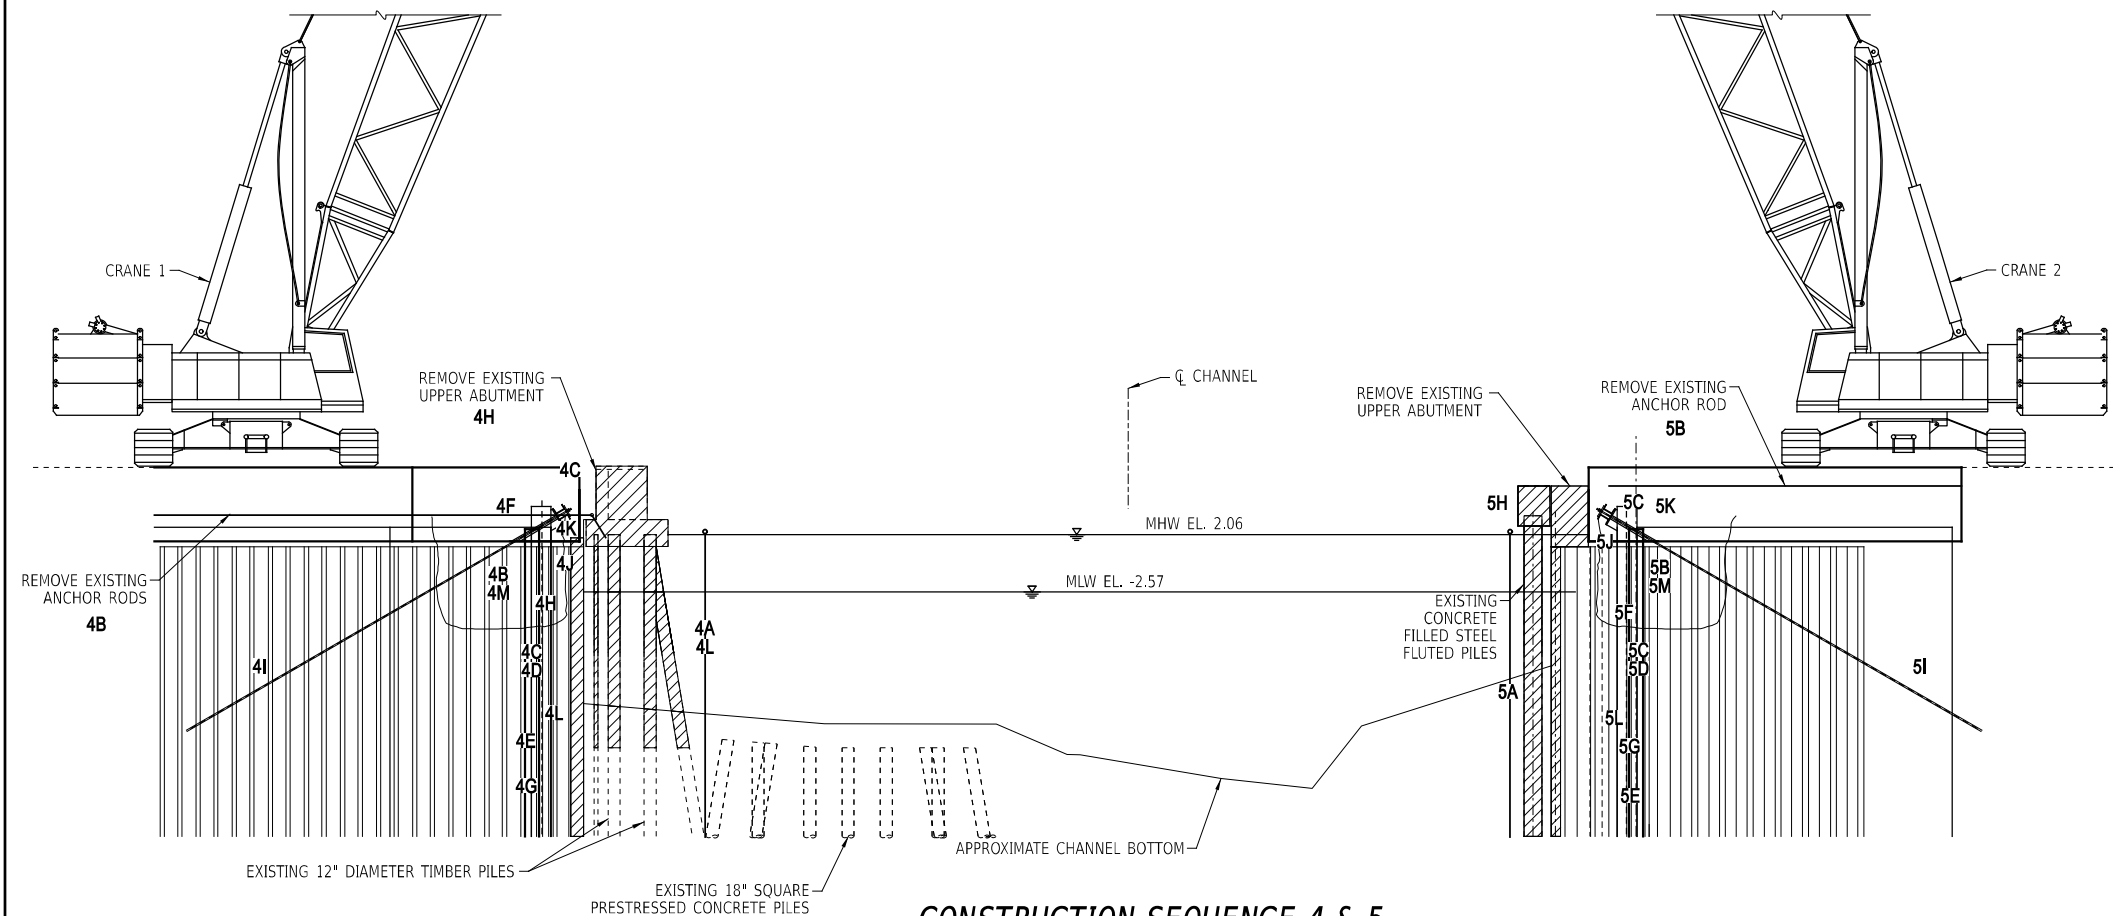 CRANE 1
CRANE 2
REMOVE EXISTING
UPPER ABUTMENT
4H
℄ CHANNEL
REMOVE EXISTING
UPPER ABUTMENT
REMOVE EXISTING
ANCHOR ROD
5B
4C
4F
4K
4J
4B
4M
4H
4C
4D
4I
4L
4E
4G
REMOVE EXISTING
ANCHOR RODS
4B
4A
4L
MHW EL. 2.06
MLW EL. -2.57
5H
5C
5K
5J
5B
5M
5F
5C
5D
5I
5A
5L
5G
5E
EXISTING
CONCRETE
FILLED STEEL
FLUTED PILES
APPROXIMATE CHANNEL BOTTOM
EXISTING 12" DIAMETER TIMBER PILES
EXISTING 18" SQUARE
PRESTRESSED CONCRETE PILES
CONSTRUCTION SEQUENCE 4 & 5